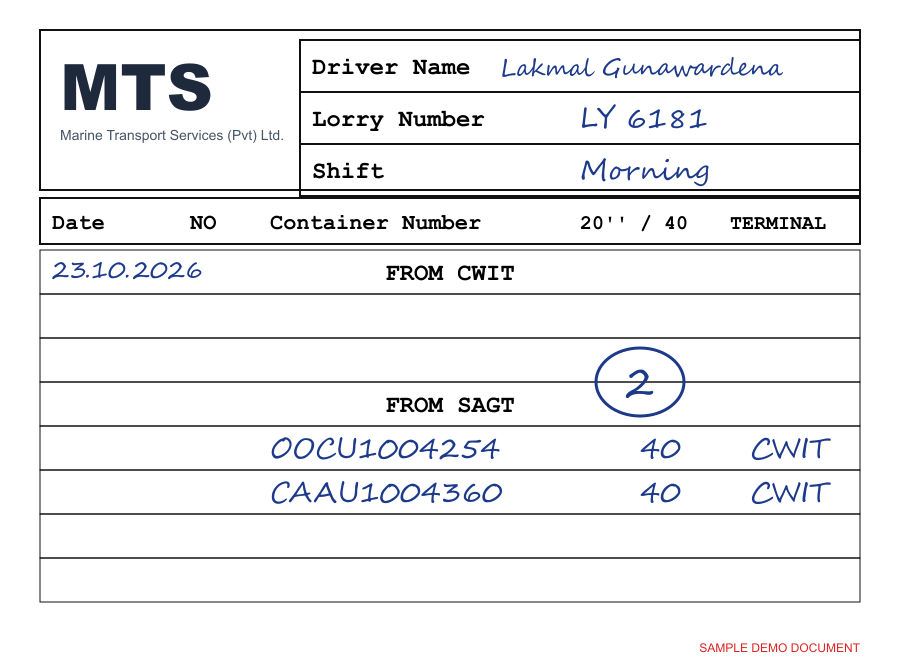 MTS
Marine Transport Services (Pvt) Ltd.
Driver Name Lakmal Gunawardena
Lorry Number LY 6181
Shift Morning
Date NO Container Number 20'' / 40 TERMINAL
23.10.2026 FROM CWIT
2
FROM SAGT
OOCU1004254 40 CWIT
CAAU1004360 40 CWIT
SAMPLE DEMO DOCUMENT